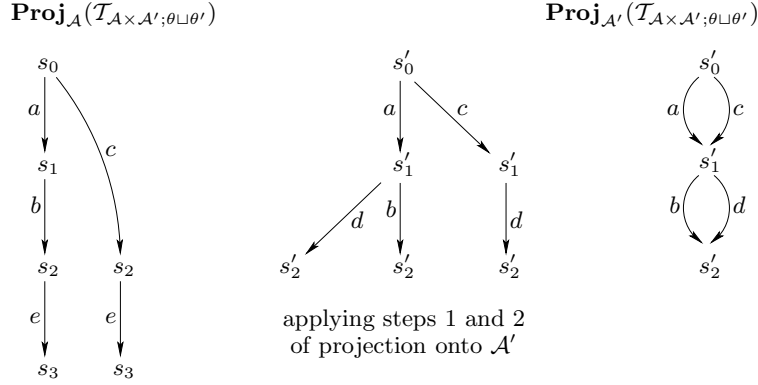 Proj_A(T_{A×A′;θ⊔θ′}) Proj_{A′}(T_{A×A′;θ⊔θ′})
s₀ s′₀ s′₀
a c a c a c
s₁ s′₁ s′₁ s′₁
b d b d b d
s₂ s₂ s′₂ s′₂ s′₂ s′₂
e e
applying steps 1 and 2
of projection onto A′
s₃ s₃